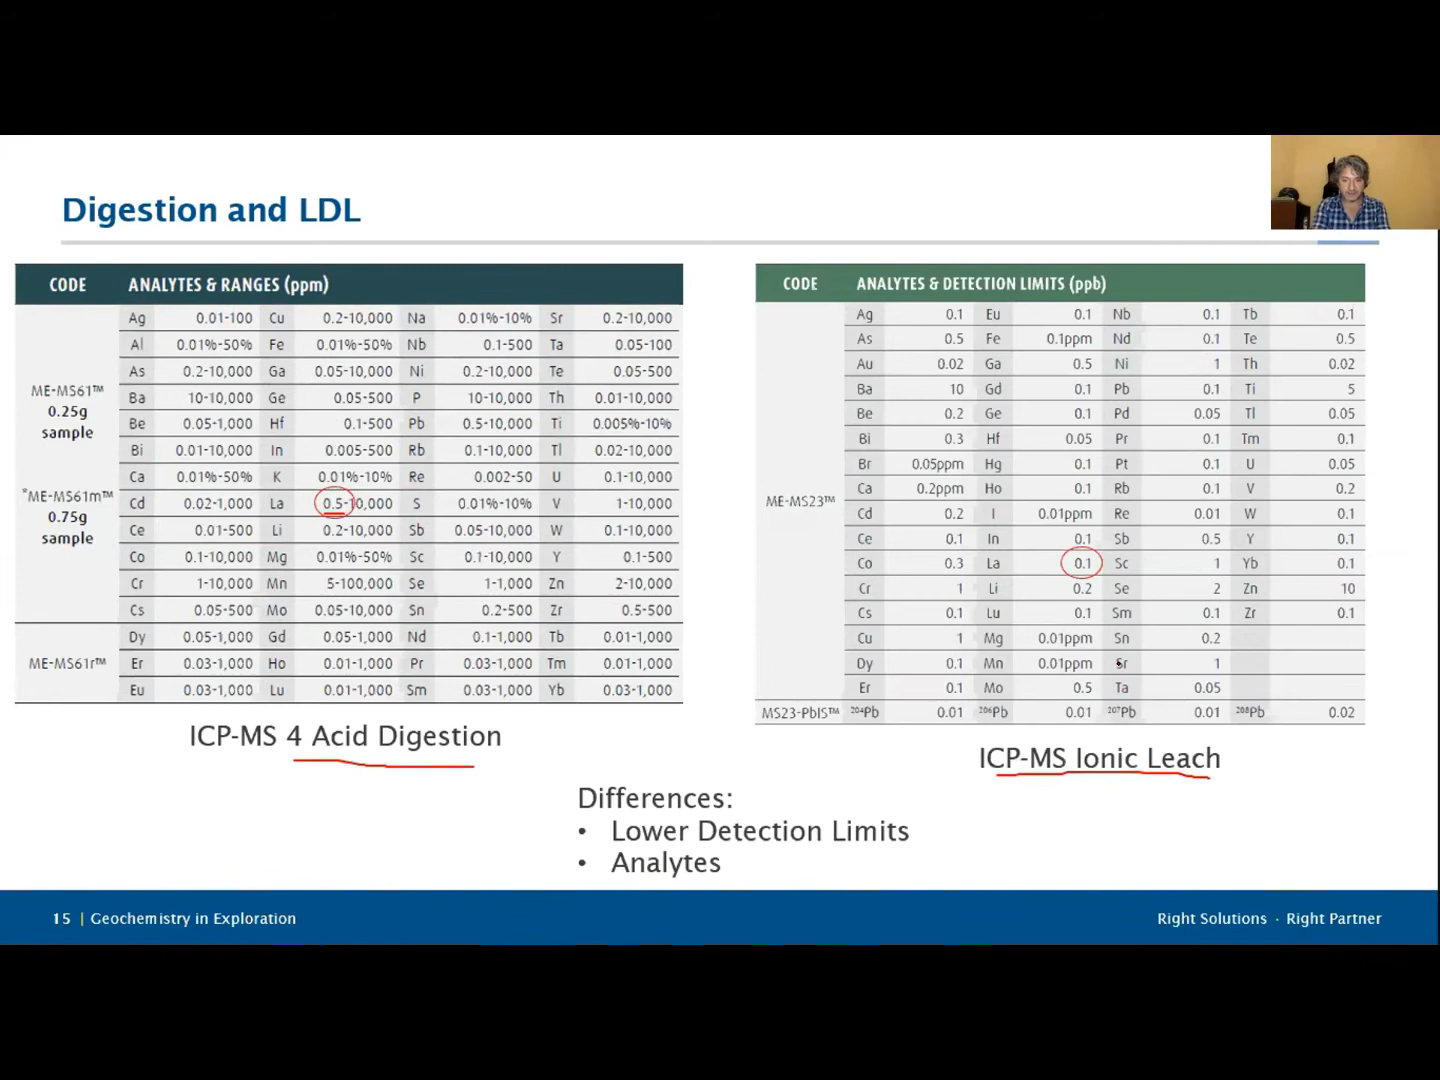 Digestion and LDL
CODE ANALYTES & RANGES (ppm)
Ag 0.01-100 Cu 0.2-10,000 Na 0.01%-10% Sr 0.2-10,000
Al 0.01%-50% Fe 0.01%-50% Nb 0.1-500 Ta 0.05-100
As 0.2-10,000 Ga 0.05-10,000 Ni 0.2-10,000 Te 0.05-500
ME-MS61™
0.25g
sample
Ba 10-10,000 Ge 0.05-500 P 10-10,000 Th 0.01-10,000
Be 0.05-1,000 Hf 0.1-500 Pb 0.5-10,000 Ti 0.005%-10%
Bi 0.01-10,000 In 0.005-500 Rb 0.1-10,000 Tl 0.02-10,000
Ca 0.01%-50% K 0.01%-10% Re 0.002-50 U 0.1-10,000
*ME-MS61m™
0.75g
sample
Cd 0.02-1,000 La 0.5-10,000 S 0.01%-10% V 1-10,000
Ce 0.01-500 Li 0.2-10,000 Sb 0.05-10,000 W 0.1-10,000
Co 0.1-10,000 Mg 0.01%-50% Sc 0.1-10,000 Y 0.1-500
Cr 1-10,000 Mn 5-100,000 Se 1-1,000 Zn 2-10,000
Cs 0.05-500 Mo 0.05-10,000 Sn 0.2-500 Zr 0.5-500
Dy 0.05-1,000 Gd 0.05-1,000 Nd 0.1-1,000 Tb 0.01-1,000
ME-MS61r™ Er 0.03-1,000 Ho 0.01-1,000 Pr 0.03-1,000 Tm 0.01-1,000
Eu 0.03-1,000 Lu 0.01-1,000 Sm 0.03-1,000 Yb 0.03-1,000
ICP-MS 4 Acid Digestion
CODE ANALYTES & DETECTION LIMITS (ppb)
Ag 0.1 Eu 0.1 Nb 0.1 Tb 0.1
As 0.5 Fe 0.1ppm Nd 0.1 Te 0.5
Au 0.02 Ga 0.5 Ni 1 Th 0.02
Ba 10 Gd 0.1 Pb 0.1 Ti 5
Be 0.2 Ge 0.1 Pd 0.05 Tl 0.05
Bi 0.3 Hf 0.05 Pr 0.1 Tm 0.1
Br 0.05ppm Hg 0.1 Pt 0.1 U 0.05
Ca 0.2ppm Ho 0.1 Rb 0.1 V 0.2
ME-MS23™
Cd 0.2 I 0.01ppm Re 0.01 W 0.1
Ce 0.1 In 0.1 Sb 0.5 Y 0.1
Co 0.3 La 0.1 Sc 1 Yb 0.1
Cr 1 Li 0.2 Se 2 Zn 10
Cs 0.1 Lu 0.1 Sm 0.1 Zr 0.1
Cu 1 Mg 0.01ppm Sn 0.2
Dy 0.1 Mn 0.01ppm Sr 1
Er 0.1 Mo 0.5 Ta 0.05
MS23-PbIS™ ²⁰⁴Pb 0.01 ²⁰⁶Pb 0.01 ²⁰⁷Pb 0.01 ²⁰⁸Pb 0.02
ICP-MS Ionic Leach
Differences:
• Lower Detection Limits
• Analytes
15 | Geochemistry in Exploration
Right Solutions · Right Partner